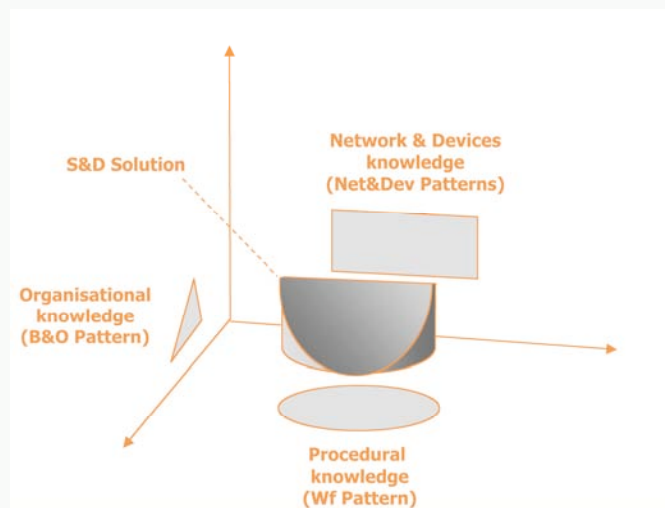 Network & Devices
knowledge
(Net&Dev Patterns)
S&D Solution
Organisational
knowledge
(B&O Pattern)
Procedural
knowledge
(Wf Pattern)